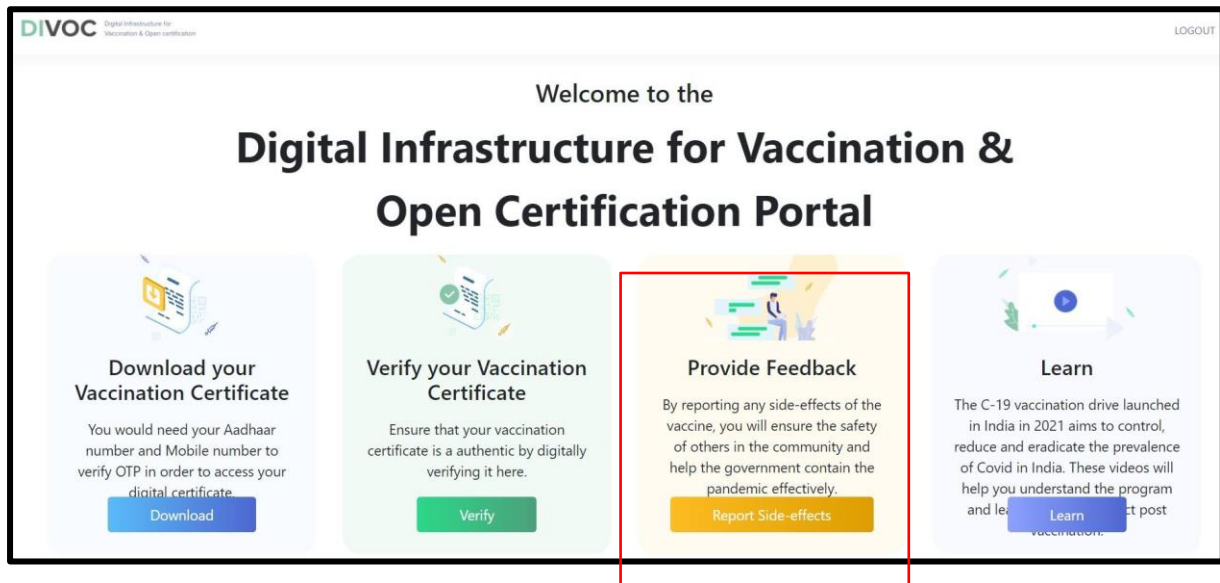 DIVOC
Digital Infrastructure for
Vaccination & Open certification
LOGOUT
Welcome to the
Digital Infrastructure for Vaccination &
Open Certification Portal
Download your
Vaccination Certificate
You would need your Aadhaar
number and Mobile number to
verify OTP in order to access your
digital certificate.
Download
Verify your Vaccination
Certificate
Ensure that your vaccination
certificate is a authentic by digitally
verifying it here.
Verify
Provide Feedback
By reporting any side-effects of the
vaccine, you will ensure the safety
of others in the community and
help the government contain the
pandemic effectively.
Report Side-effects
Learn
The C-19 vaccination drive launched
in India in 2021 aims to control,
reduce and eradicate the prevalence
of Covid in India. These videos will
help you understand the program
and post
vaccination.
Learn